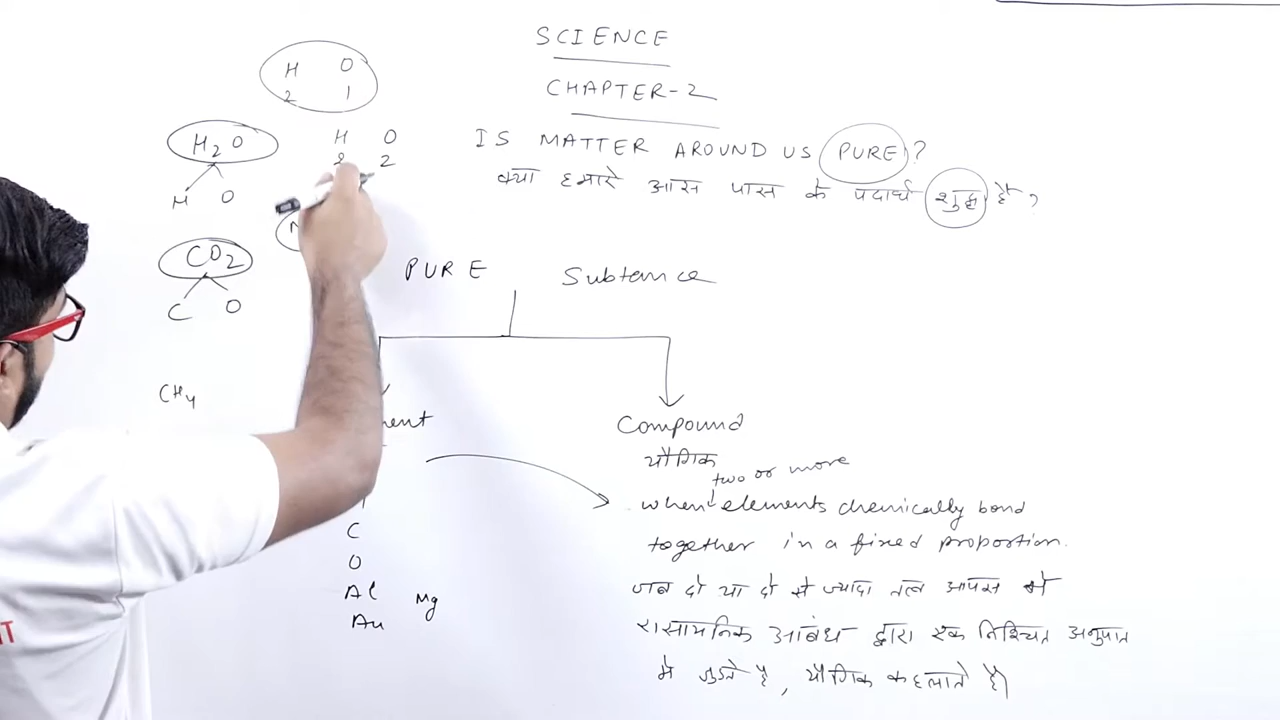 SCIENCE
CHAPTER-2
IS MATTER AROUND US PURE?
क्या हमारे आस पास के पदार्थ शुद्ध है ?
H O
2 1
H2O
H O
H O
2
CO2
C O
CH4
PURE Subtance
ment
C
O
Al Mg
Au
Compound
यौगिक
two or more
when elements chemically bond
together in a fixed proportion.
जब दो या दो से ज्यादा तत्व आपस मे
रासायनिक आबंध द्वारा एक निश्चित अनुपात
मे जुड़ते है, यौगिक कहलाते है।